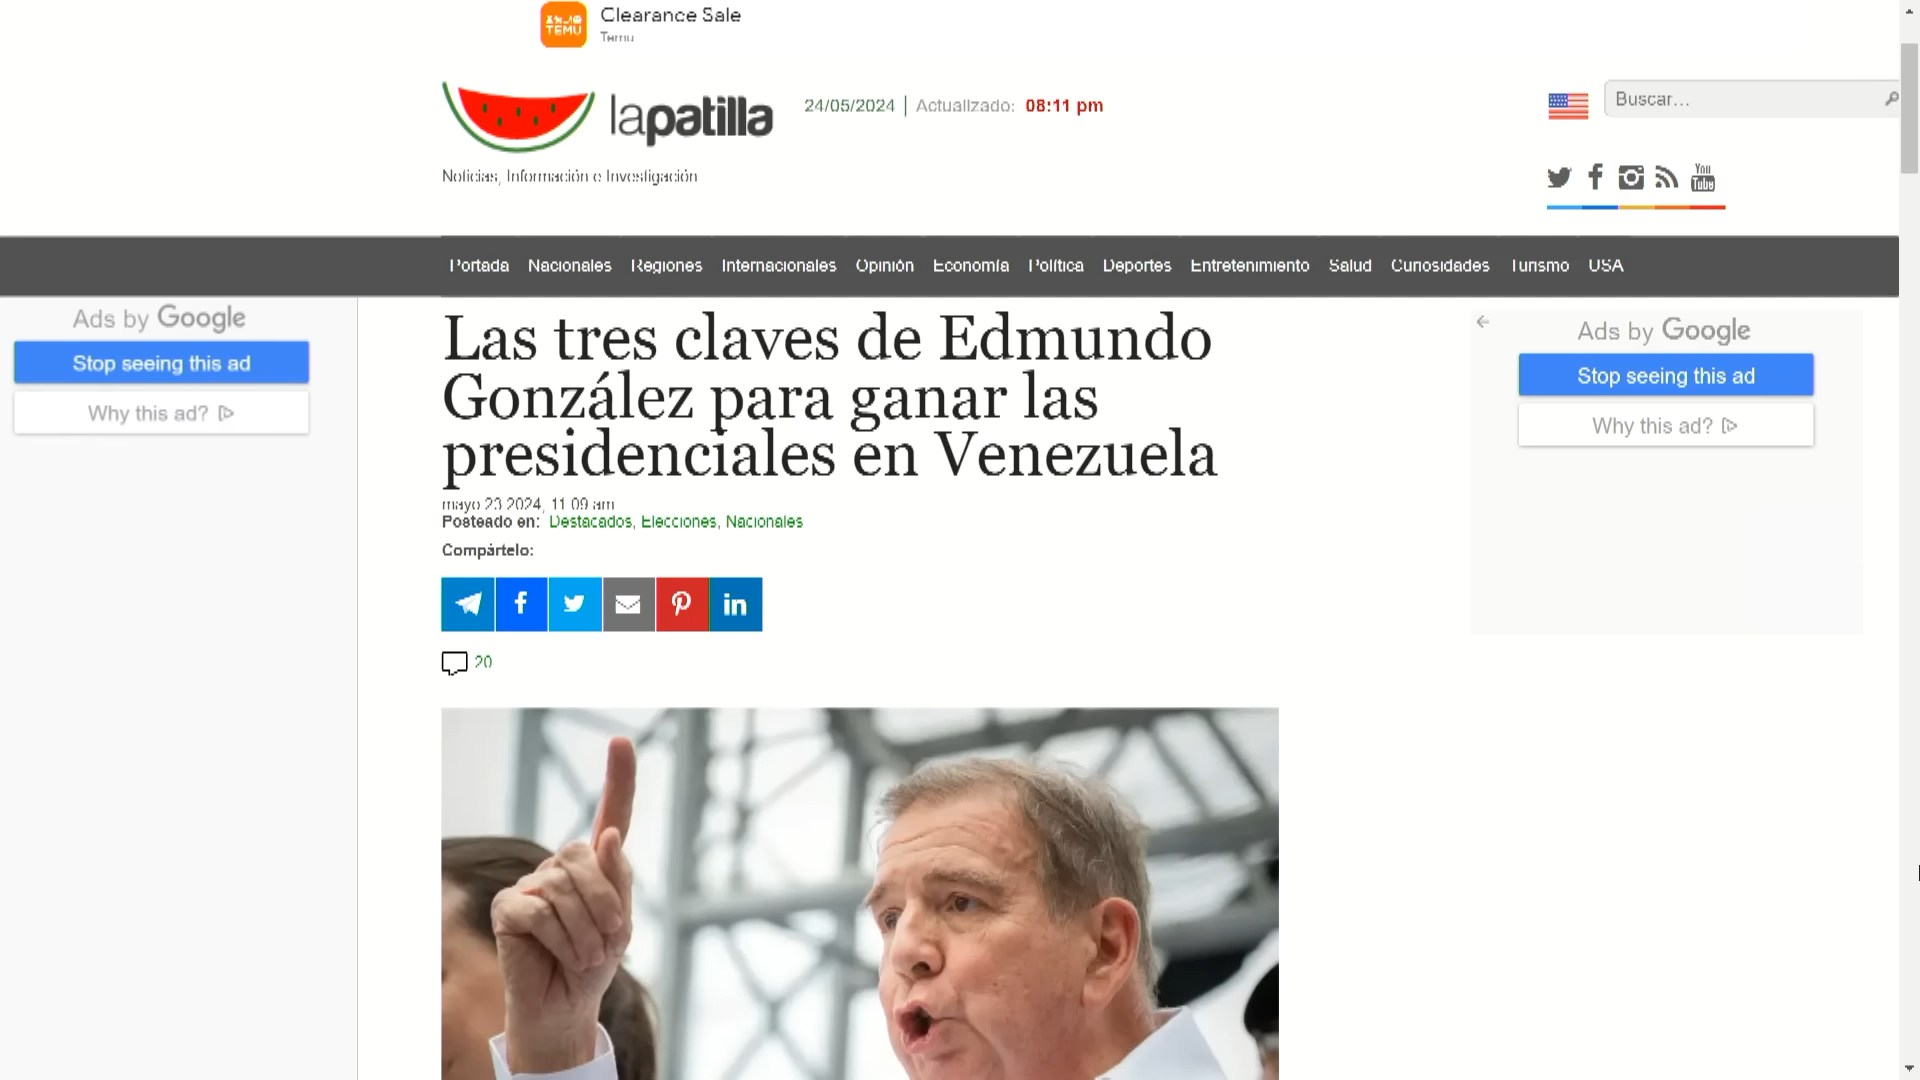 Clearance Sale
TEMU
Temu
lapatilla
24/05/2024 | Actualizado: 08:11 pm
Buscar...
Noticias, Información e Investigación
You
Tube
Portada Nacionales Regiones Internacionales Opinión Economía Política Deportes Entretenimiento Salud Curiosidades Turismo USA
Ads by Google
Stop seeing this ad
Why this ad?
Las tres claves de Edmundo
González para ganar las
presidenciales en Venezuela
mayo 23 2024, 11:09 am
Posteado en: Destacados, Elecciones, Nacionales
Compártelo:
20
Ads by Google
Stop seeing this ad
Why this ad?